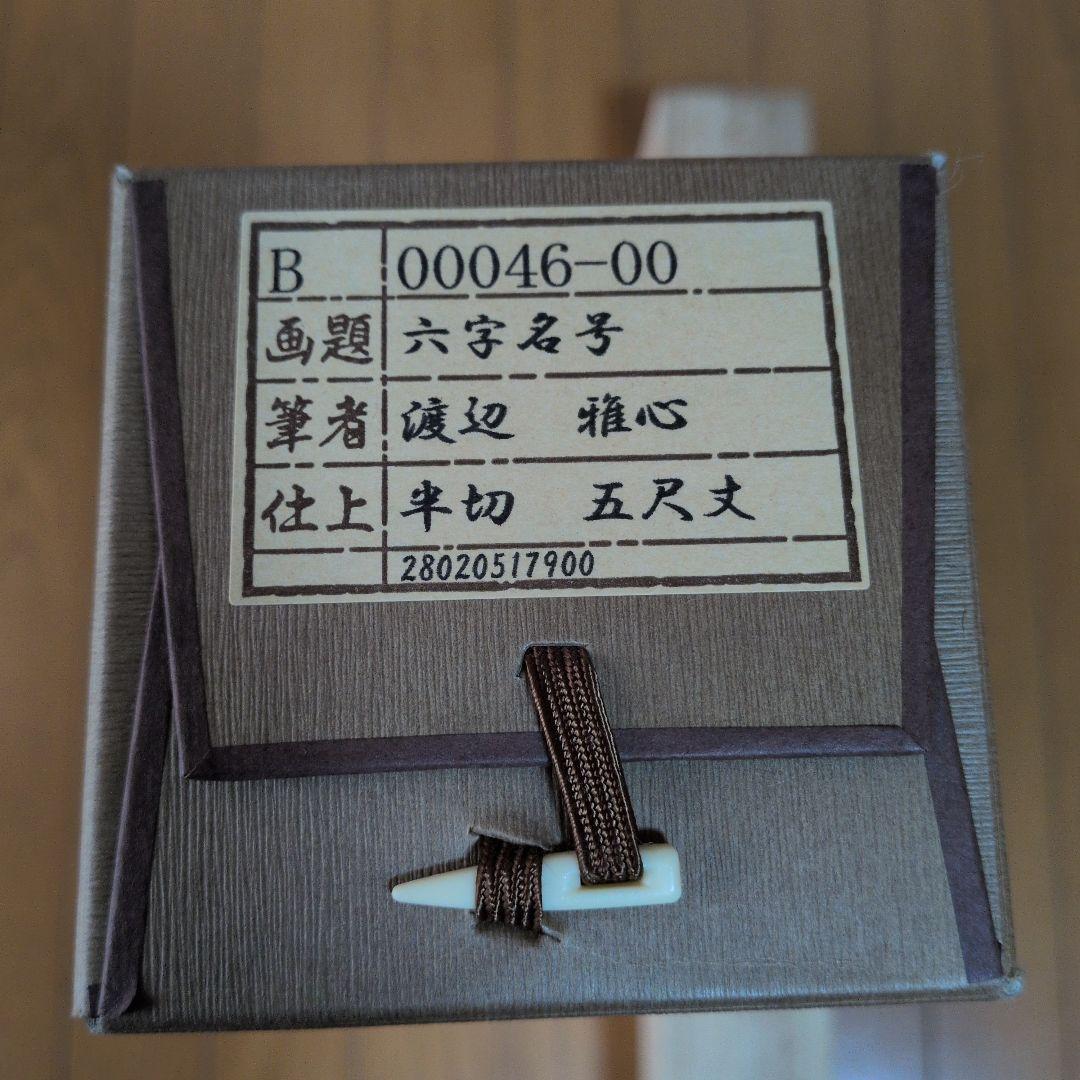 B 00046-00
画題 六字名号
筆者 渡辺 雅心
仕上 半切 五尺丈
28020517900